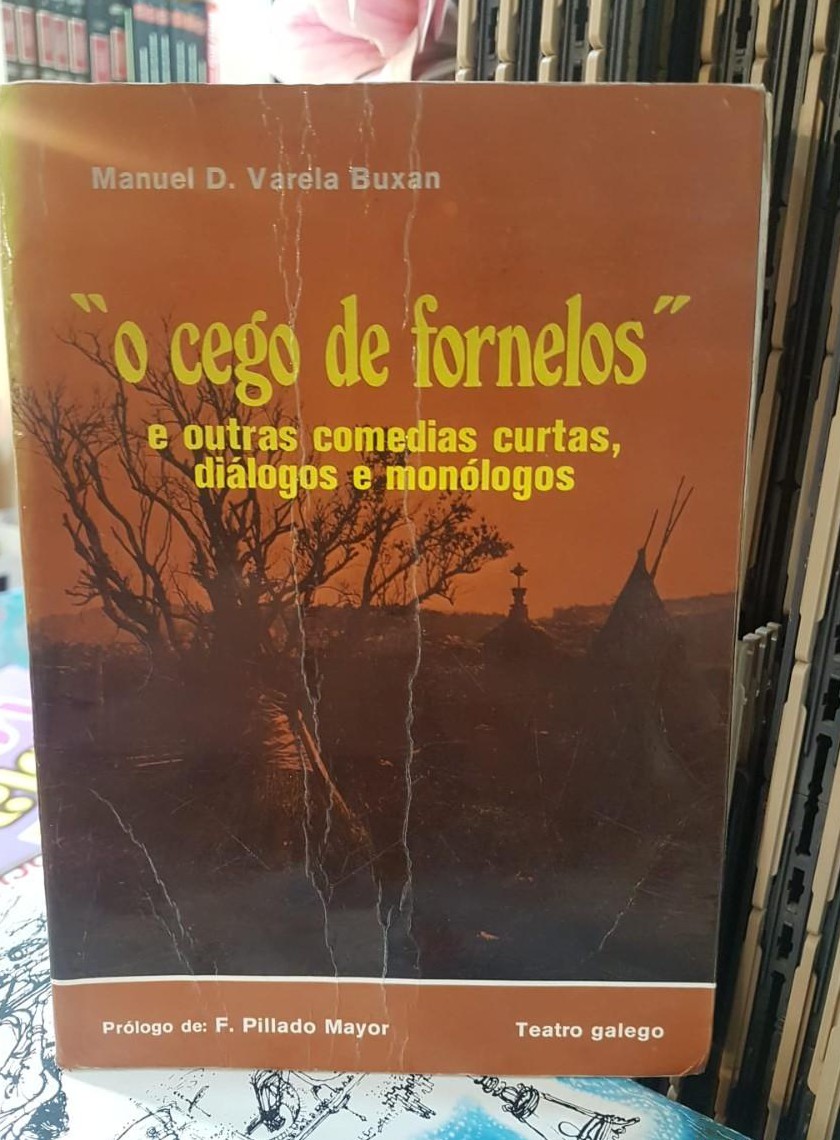 Manuel D. Varela Buxan
"o cego de fornelos"
e outras comedias curtas,
diálogos e monólogos
Prólogo de: F. Pillado Mayor
Teatro galego